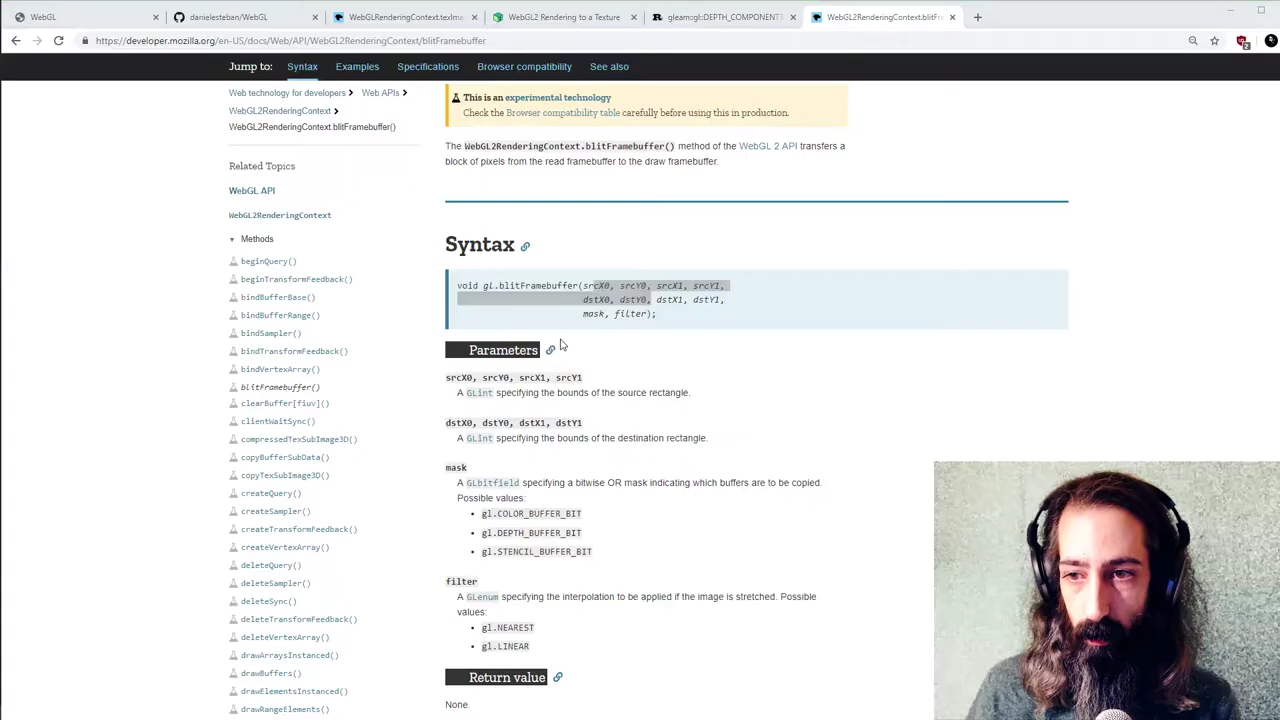 WebGL
danielesteban/WebGL
WebGLRenderingContext.texIma
WebGL2 Rendering to a Texture
gleam::gl::DEPTH_COMPONENT
WebGL2RenderingContext.blitFr
https://developer.mozilla.org/en-US/docs/Web/API/WebGL2RenderingContext/blitFramebuffer
Jump to: Syntax Examples Specifications Browser compatibility See also
Web technology for developers Web APIs
WebGL2RenderingContext
WebGL2RenderingContext.blitFramebuffer()
Related Topics
WebGL API
WebGL2RenderingContext
Methods
beginQuery()
beginTransformFeedback()
bindBufferBase()
bindBufferRange()
bindSampler()
bindTransformFeedback()
bindVertexArray()
blitFramebuffer()
clearBuffer[fiuv]()
clientWaitSync()
compressedTexSubImage3D()
copyBufferSubData()
copyTexSubImage3D()
createQuery()
createSampler()
createTransformFeedback()
createVertexArray()
deleteQuery()
deleteSampler()
deleteSync()
deleteTransformFeedback()
deleteVertexArray()
drawArraysInstanced()
drawBuffers()
drawElementsInstanced()
drawRangeElements()
This is an experimental technology
Check the Browser compatibility table carefully before using this in production.
The WebGL2RenderingContext.blitFramebuffer() method of the WebGL 2 API transfers a
block of pixels from the read framebuffer to the draw framebuffer.
Syntax
void gl.blitFramebuffer(srcX0, srcY0, srcX1, srcY1,
dstX0, dstY0, dstX1, dstY1,
mask, filter);
Parameters
srcX0, srcY0, srcX1, srcY1
A GLint specifying the bounds of the source rectangle.
dstX0, dstY0, dstX1, dstY1
A GLint specifying the bounds of the destination rectangle.
mask
A GLbitfield specifying a bitwise OR mask indicating which buffers are to be copied.
Possible values:
• gl.COLOR_BUFFER_BIT
• gl.DEPTH_BUFFER_BIT
• gl.STENCIL_BUFFER_BIT
filter
A GLenum specifying the interpolation to be applied if the image is stretched. Possible
values:
• gl.NEAREST
• gl.LINEAR
Return value
None.